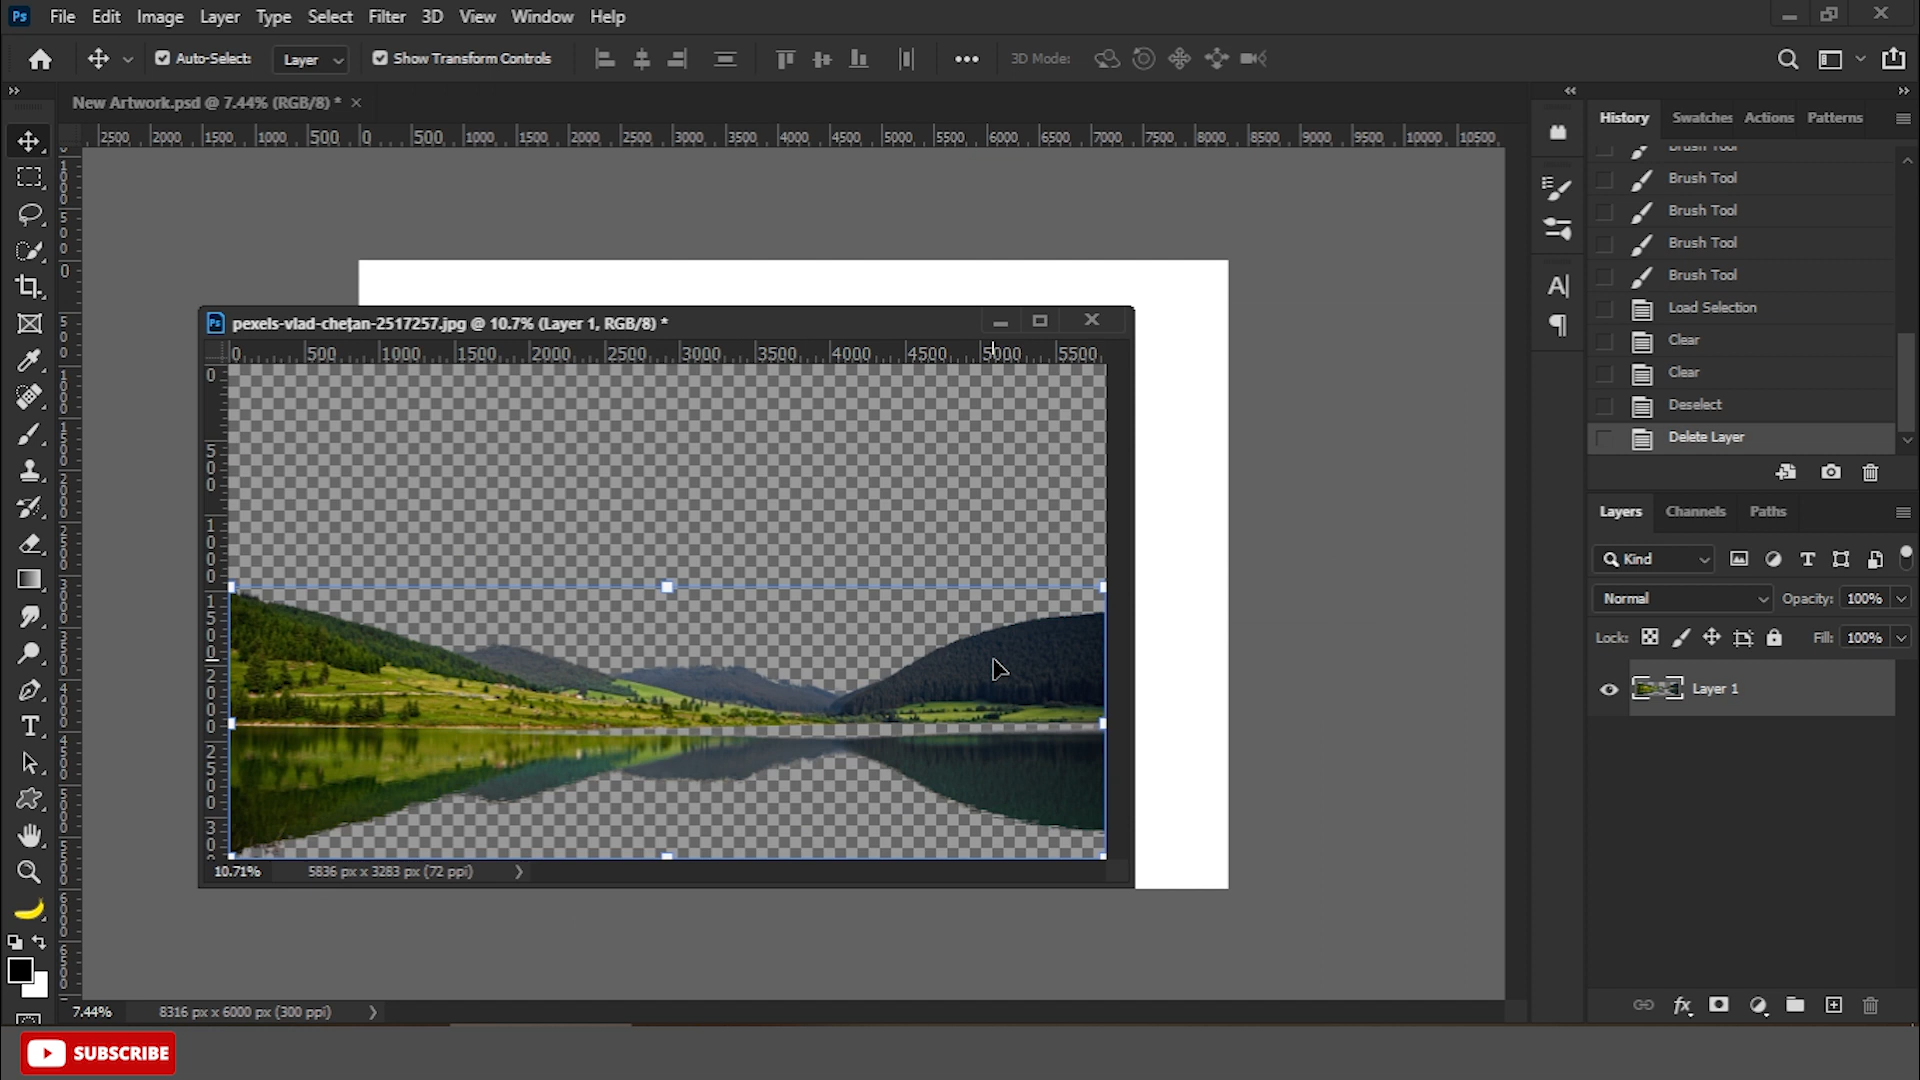 Ps File Edit Image Layer Type Select Filter 3D View Window Help
Auto-Select: Layer Show Transform Controls 3D Mode:
New Artwork.psd @ 7.44% (RGB/8) *
2500 2000 1500 1000 500 0 500 1000 1500 2000 2500 3000 3500 4000 4500 5000 5500 6000 6500 7000 7500 8000 8500 9000 9500 10000 10500
Ps pexels-vlad-chețan-2517257.jpg @ 10.7% (Layer 1, RGB/8) *
0 500 1000 1500 2000 2500 3000 3500 4000 4500 5000 5500
10.71% 5836 px x 3283 px (72 ppi)
7.44% 8316 px x 6000 px (300 ppi)
SUBSCRIBE
History Swatches Actions Patterns
Brush Tool
Brush Tool
Brush Tool
Brush Tool
Brush Tool
Load Selection
Clear
Clear
Deselect
Delete Layer
Layers Channels Paths
Kind
Normal Opacity: 100%
Lock: Fill: 100%
Layer 1